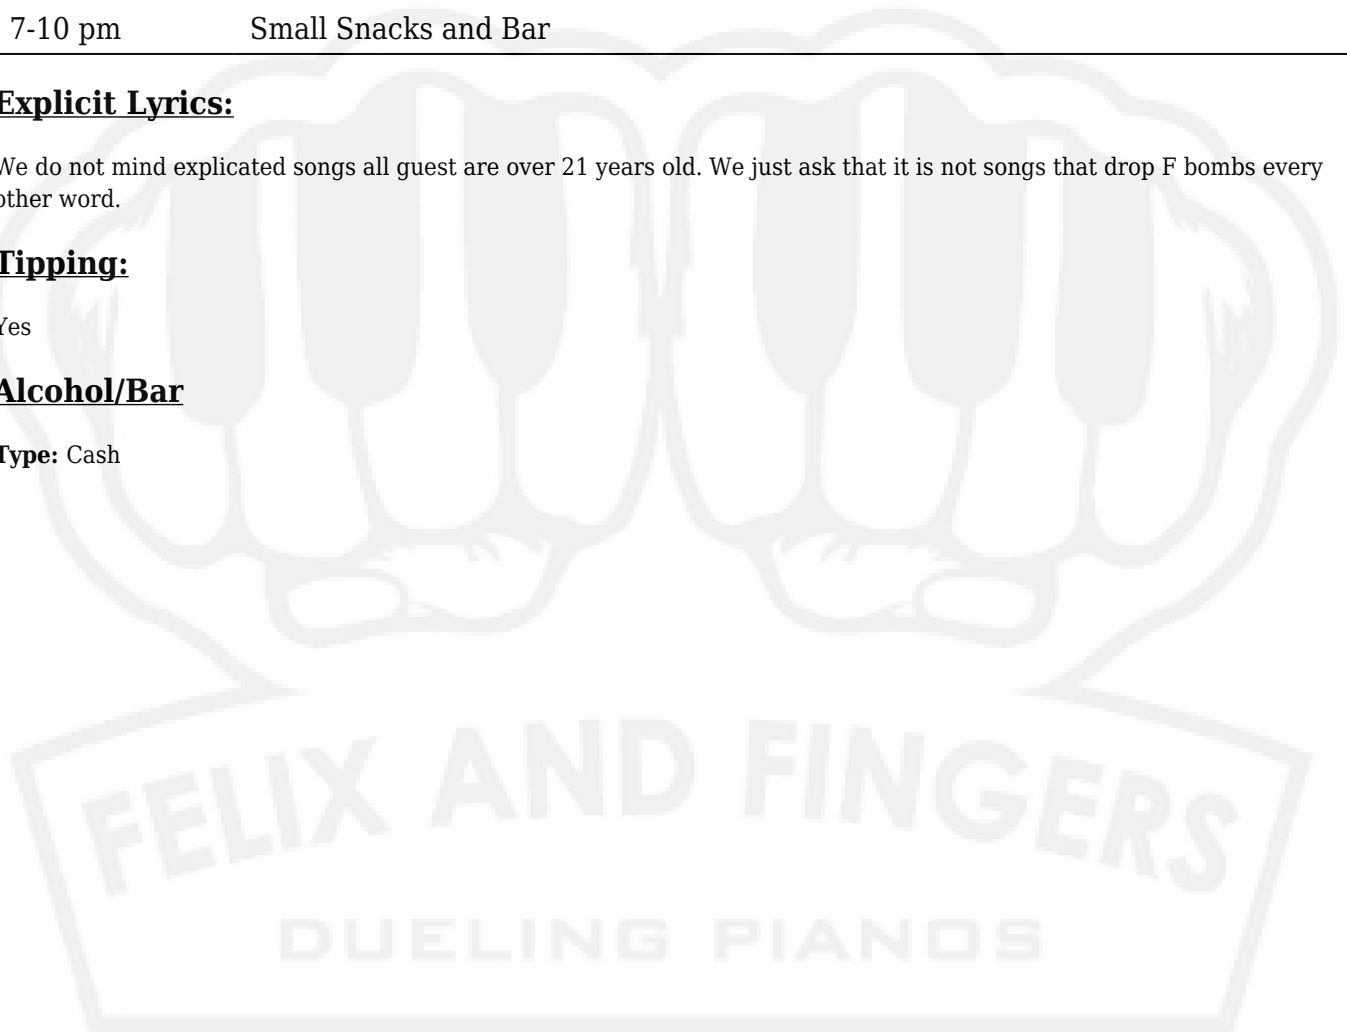 7-10 pm Small Snacks and Bar
Explicit Lyrics:
We do not mind explicated songs all guest are over 21 years old. We just ask that it is not songs that drop F bombs every
other word.
Tipping:
Yes
Alcohol/Bar
Type: Cash
FELIX AND FINGERS
DUELING PIANOS